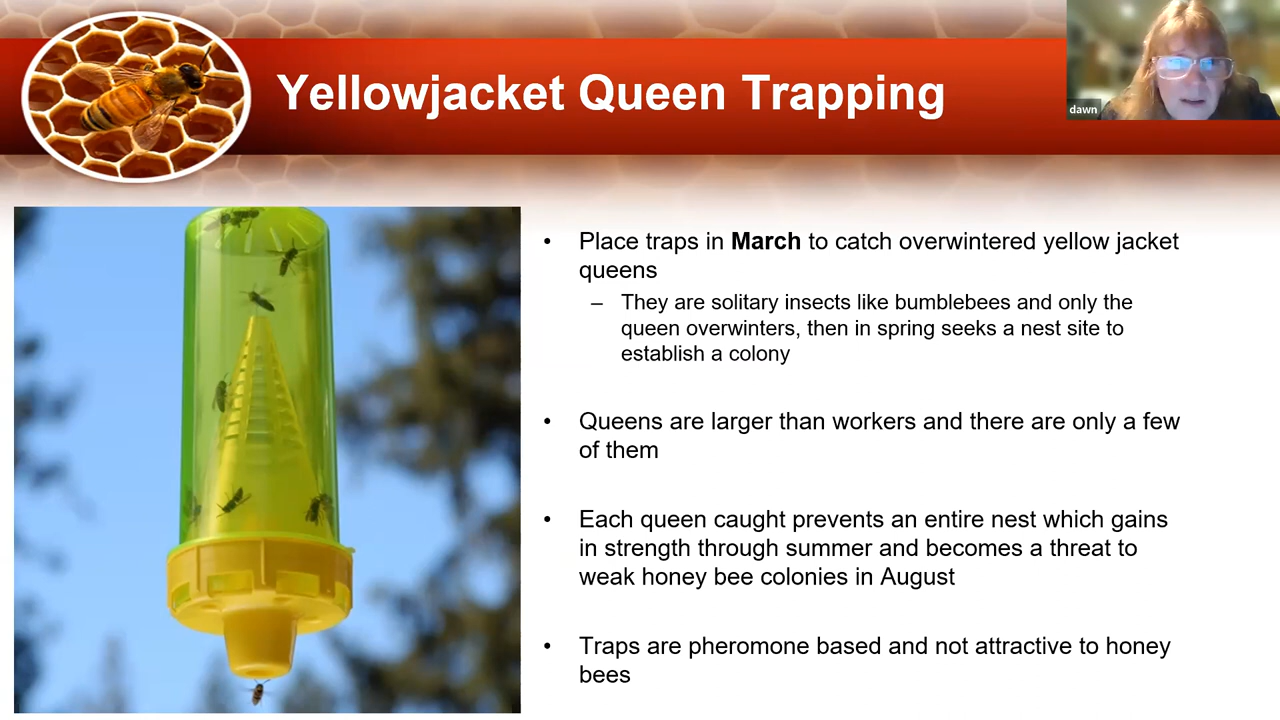 Yellowjacket Queen Trapping
dawn
• Place traps in March to catch overwintered yellow jacket
queens
– They are solitary insects like bumblebees and only the
queen overwinters, then in spring seeks a nest site to
establish a colony
• Queens are larger than workers and there are only a few
of them
• Each queen caught prevents an entire nest which gains
in strength through summer and becomes a threat to
weak honey bee colonies in August
• Traps are pheromone based and not attractive to honey
bees